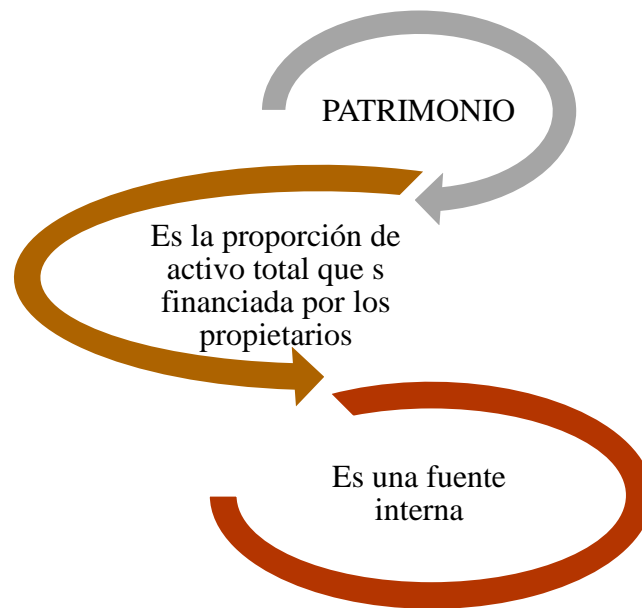 PATRIMONIO
Es la proporción de
activo total que s
financiada por los
propietarios
Es una fuente
interna